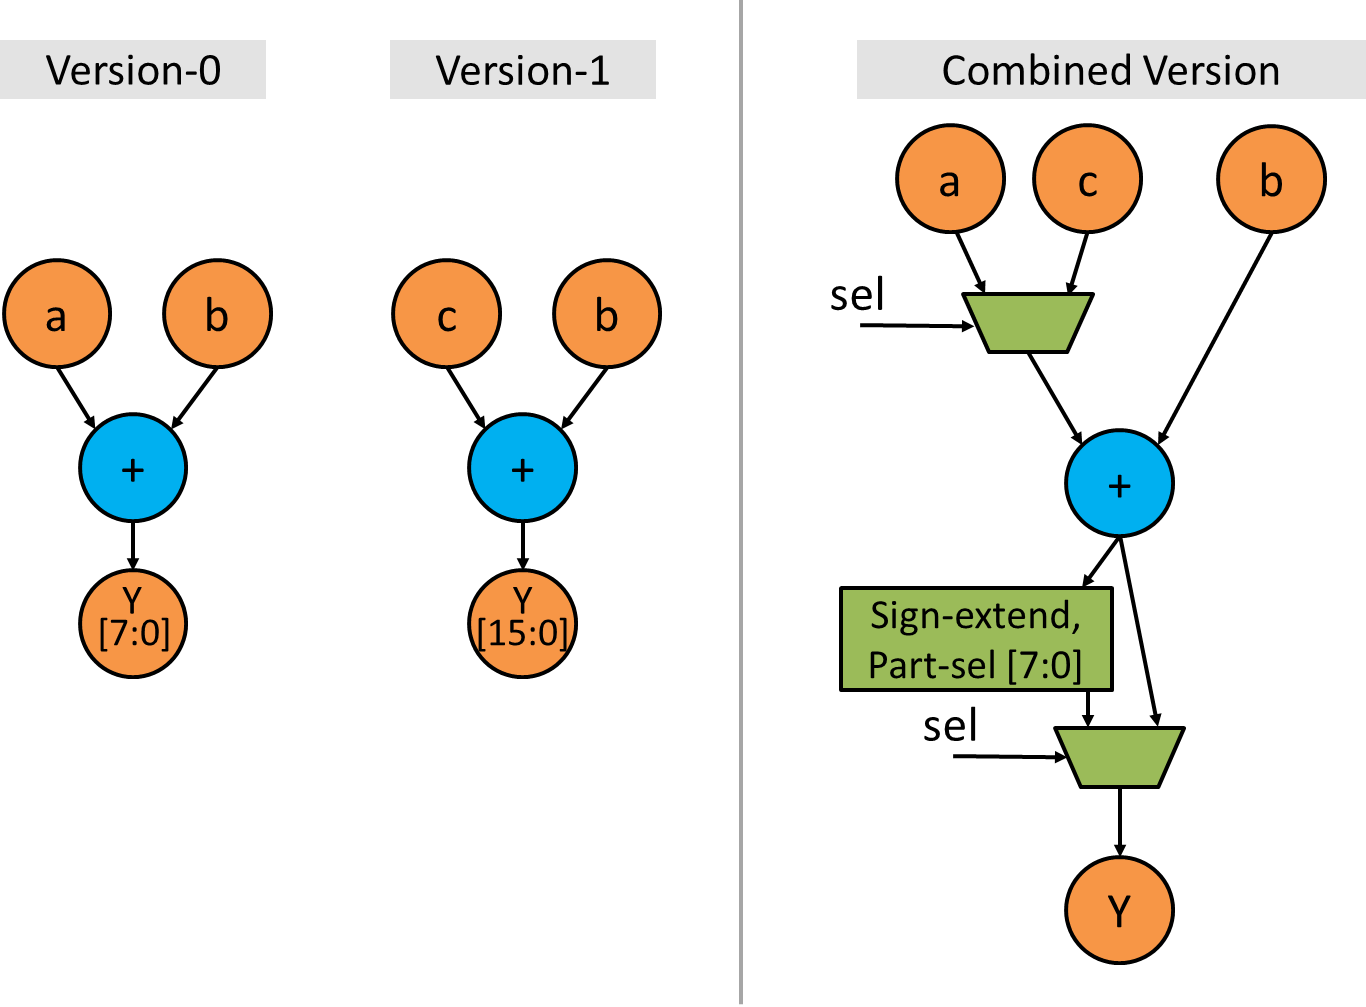 Version-0
Version-1
Combined Version
a
b
c
b
a
c
b
sel
+
+
+
Y
[7:0]
Y
[15:0]
Sign-extend,
Part-sel [7:0]
sel
Y